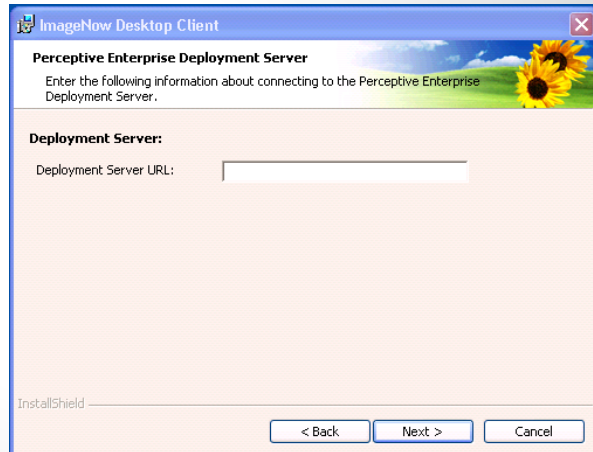 ImageNow Desktop Client
Perceptive Enterprise Deployment Server
Enter the following information about connecting to the Perceptive Enterprise
Deployment Server.
Deployment Server:
Deployment Server URL:
InstallShield
< Back
Next >
Cancel